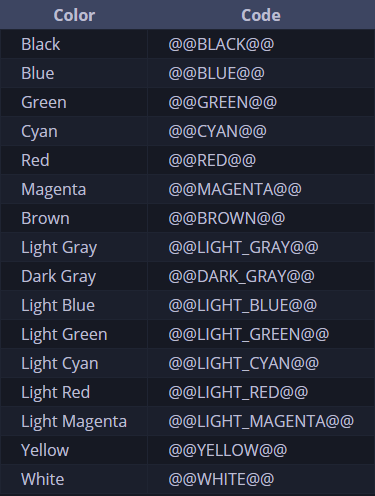 Color Code
Black @@BLACK@@
Blue @@BLUE@@
Green @@GREEN@@
Cyan @@CYAN@@
Red @@RED@@
Magenta @@MAGENTA@@
Brown @@BROWN@@
Light Gray @@LIGHT_GRAY@@
Dark Gray @@DARK_GRAY@@
Light Blue @@LIGHT_BLUE@@
Light Green @@LIGHT_GREEN@@
Light Cyan @@LIGHT_CYAN@@
Light Red @@LIGHT_RED@@
Light Magenta @@LIGHT_MAGENTA@@
Yellow @@YELLOW@@
White @@WHITE@@